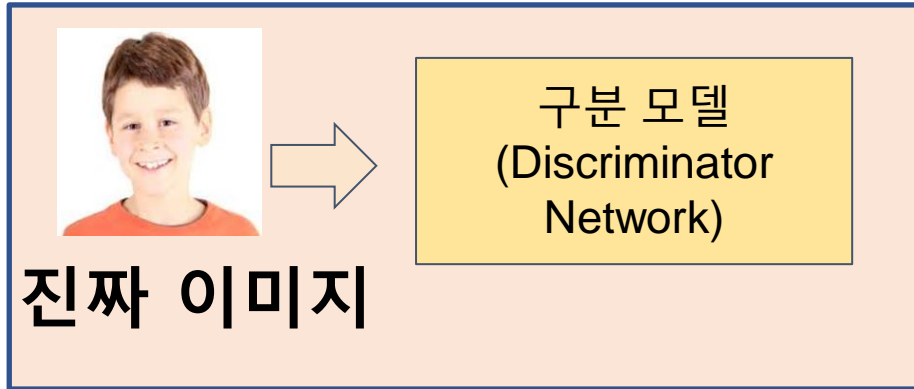 구분 모델
(Discriminator
Network)
진짜 이미지